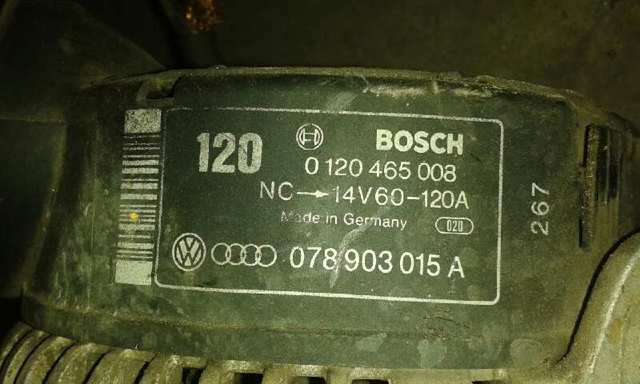 120 BOSCH
0 120 465 008
NC→14V60-120A
Made in Germany 020
078 903 015 A
267